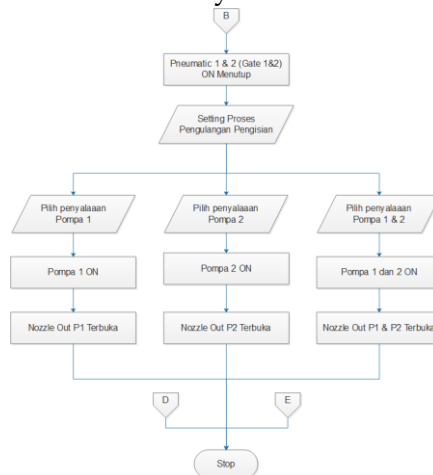 B
Pneumatic 1 & 2 (Gate 1&2)
ON Menutup
Setting Proses
Pengulangan Pengisian
Pilih penyalaaan
Pompa 1
Pilih penyalaaan
Pompa 2
Pilih penyalaaan
Pompa 1 & 2
Pompa 1 ON
Pompa 2 ON
Pompa 1 dan 2 ON
Nozzle Out P1 Terbuka
Nozzle Out P2 Terbuka
Nozzle Out P1 & P2 Terbuka
D
E
Stop